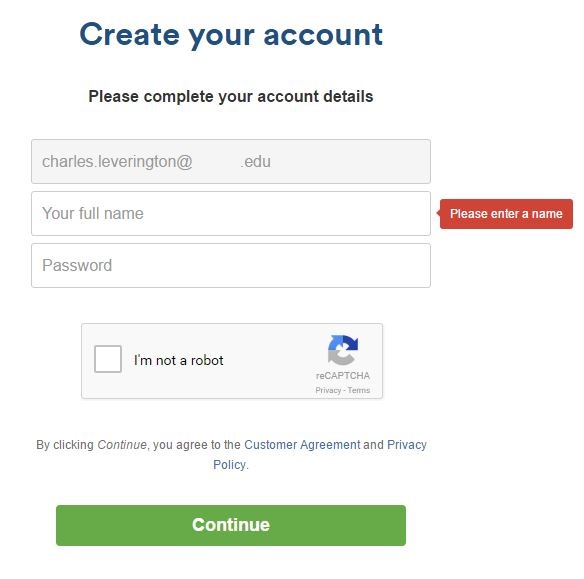 Create your account
Please complete your account details
charles.leverington@ .edu
Your full name
Please enter a name
Password
I'm not a robot
reCAPTCHA
Privacy - Terms
By clicking Continue, you agree to the Customer Agreement and Privacy
Policy.
Continue